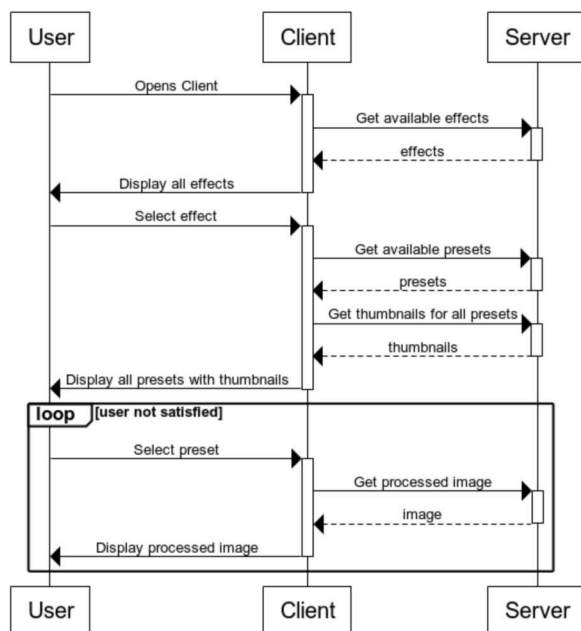 User Client Server
Opens Client
Get available effects
effects
Display all effects
Select effect
Get available presets
presets
Get thumbnails for all presets
thumbnails
Display all presets with thumbnails
loop [user not satisfied]
Select preset
Get processed image
image
Display processed image
User Client Server